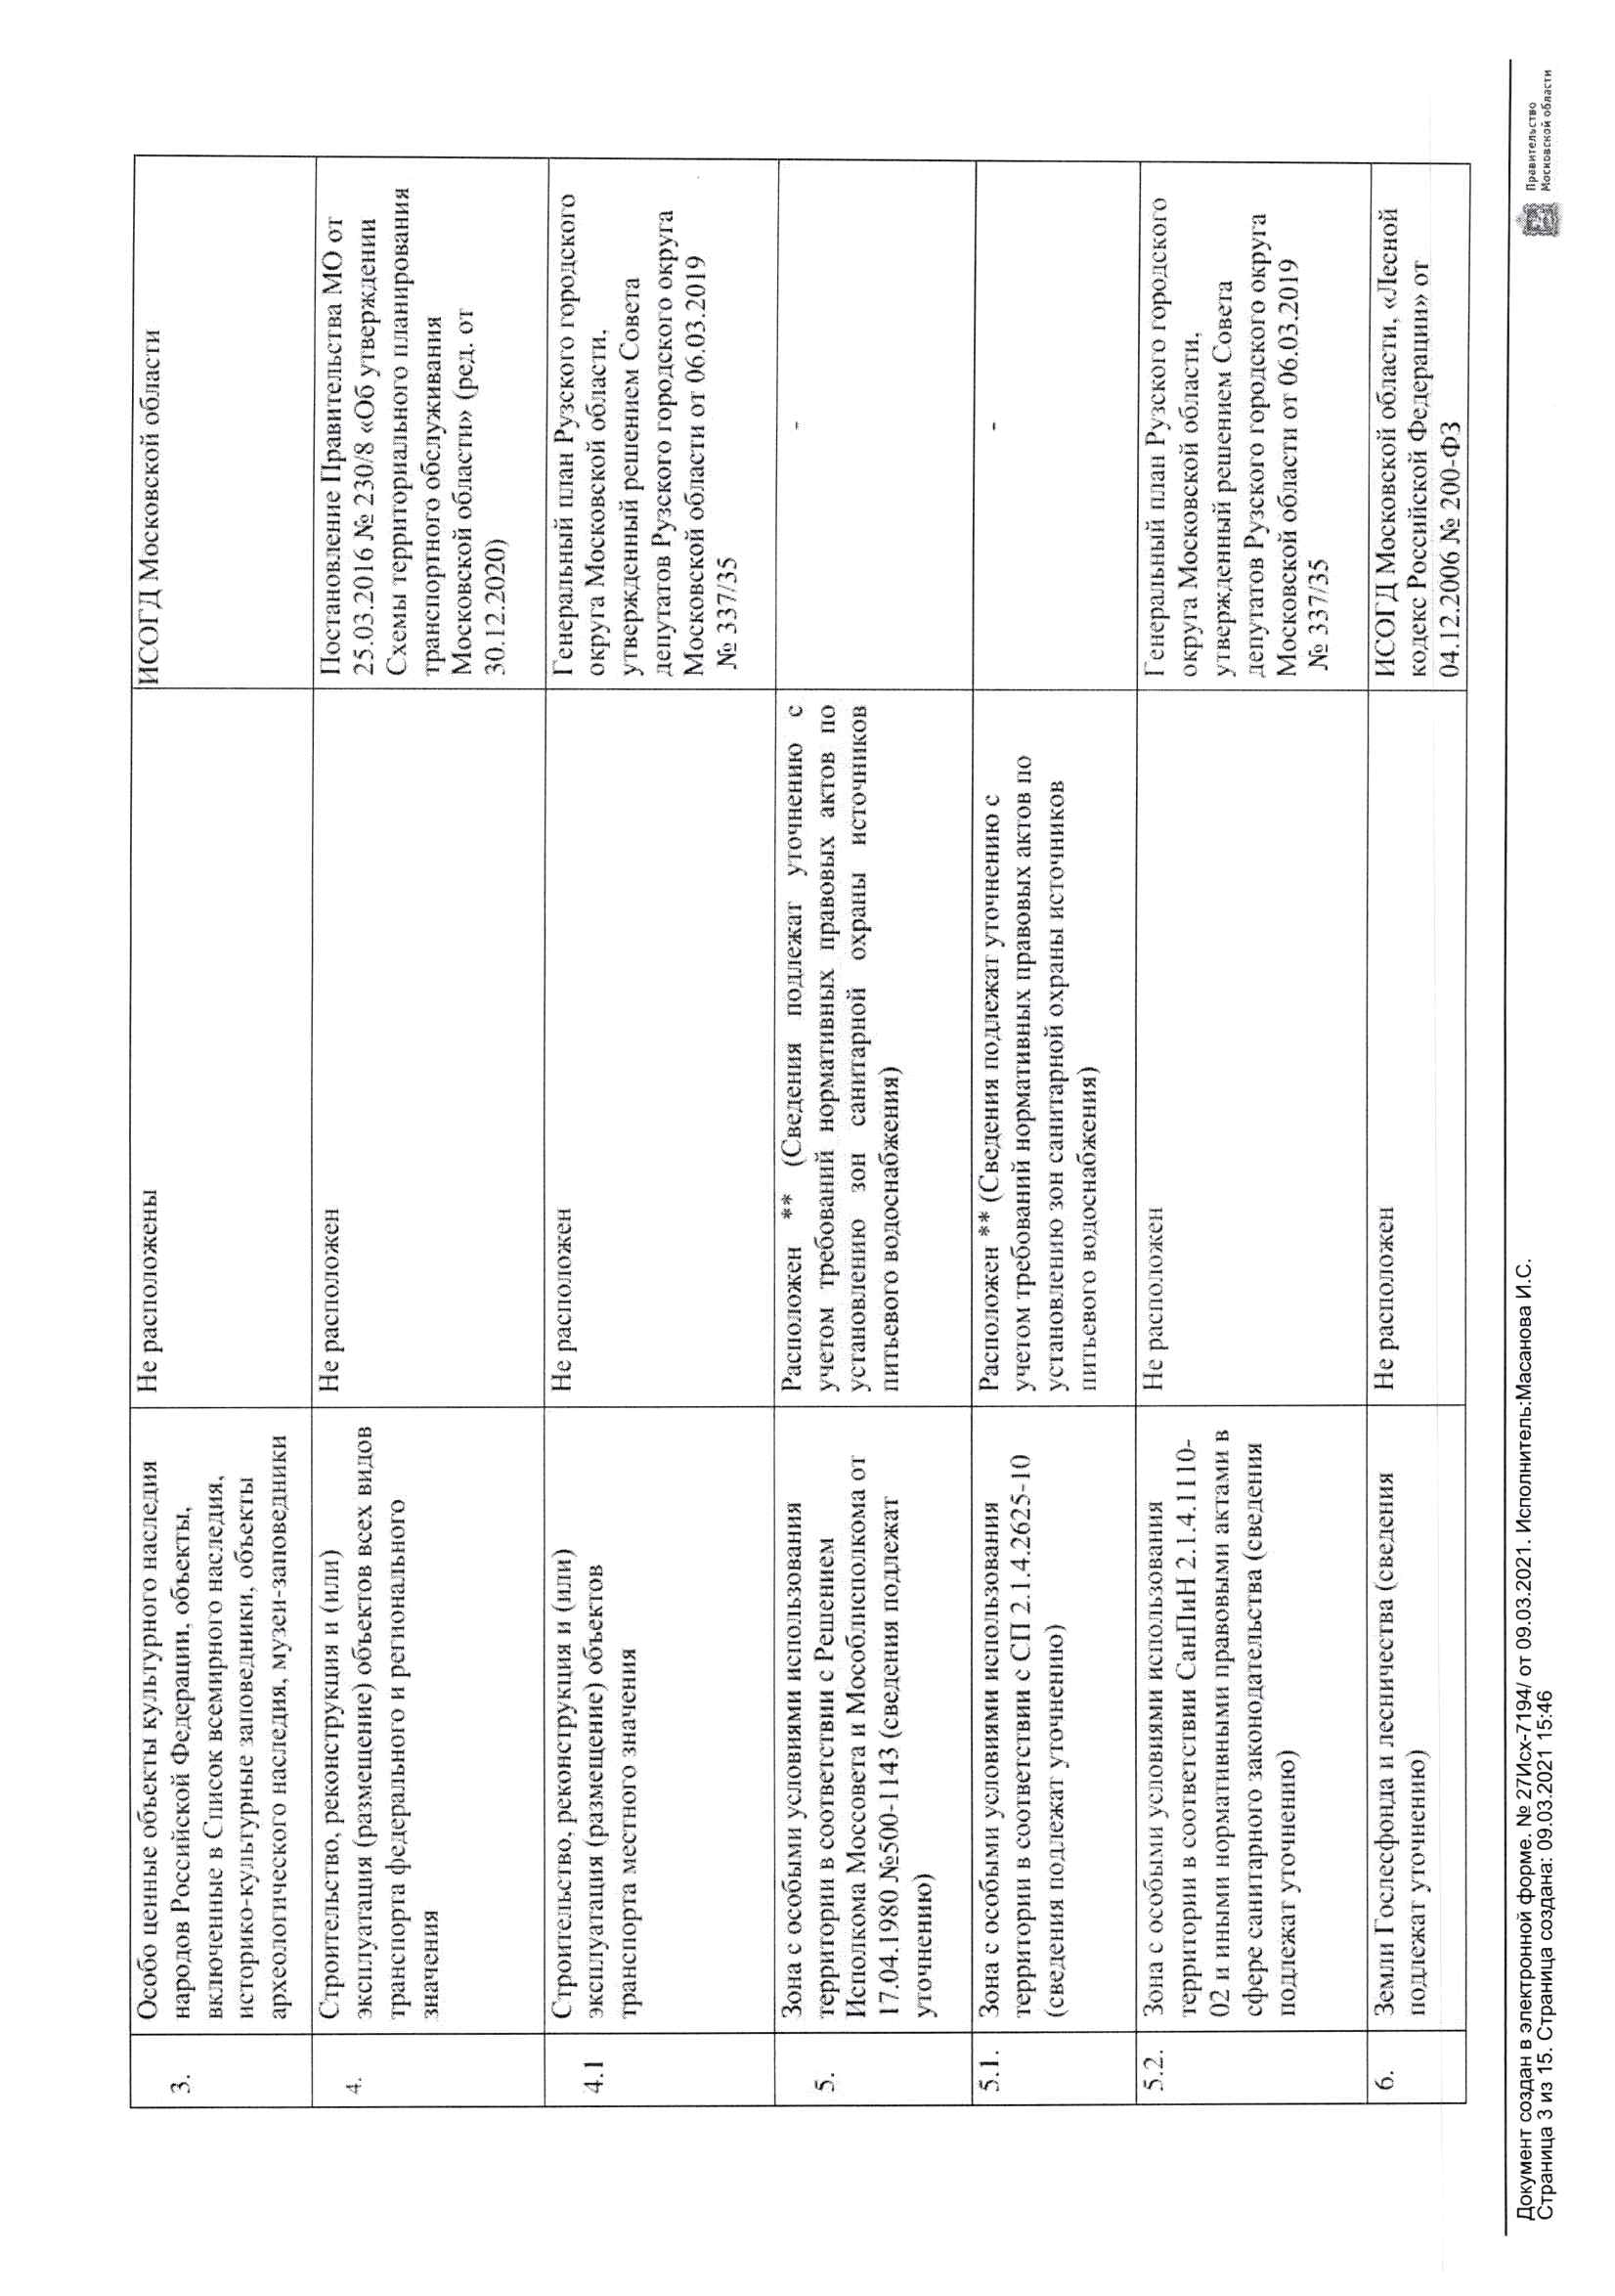 3.
Особо ценные объекты культурного наследия
народов Российской Федерации, объекты,
включенные в Список всемирного наследия,
историко-культурные заповедники, объекты
археологического наследия, музеи-заповедники
Не расположены
ИСОГД Московской области
4.
Строительство, реконструкция и (или)
эксплуатация (размещение) объектов всех видов
транспорта федерального и регионального
значения
Не расположен
Постановление Правительства МО от
25.03.2016 № 230/8 «Об утверждении
Схемы территориального планирования
транспортного обслуживания
Московской области» (ред. от
30.12.2020)
4.1
Строительство, реконструкция и (или)
эксплуатация (размещение) объектов
транспорта местного значения
Не расположен
Генеральный план Рузского городского
округа Московской области,
утвержденный решением Совета
депутатов Рузского городского округа
Московской области от 06.03.2019
№ 337/35
5.
Зона с особыми условиями использования
территории в соответствии с Решением
Исполкома Моссовета и Мособлисполкома от
17.04.1980 №500-1143 (сведения подлежат
уточнению)
Расположен ** (Сведения подлежат уточнению с
учетом требований нормативных правовых актов по
установлению зон санитарной охраны источников
питьевого водоснабжения)
-
5.1.
Зона с особыми условиями использования
территории в соответствии с СП 2.1.4.2625-10
(сведения подлежат уточнению)
Расположен ** (Сведения подлежат уточнению с
учетом требований нормативных правовых актов по
установлению зон санитарной охраны источников
питьевого водоснабжения)
-
5.2.
Зона с особыми условиями использования
территории в соответствии СанПиН 2.1.4.1110-
02 и иными нормативными правовыми актами в
сфере санитарного законодательства (сведения
подлежат уточнению)
Не расположен
Генеральный план Рузского городского
округа Московской области,
утвержденный решением Совета
депутатов Рузского городского округа
Московской области от 06.03.2019
№ 337/35
6.
Земли Гослесфонда и лесничества (сведения
подлежат уточнению)
Не расположен
ИСОГД Московской области, «Лесной
кодекс Российской Федерации» от
04.12.2006 № 200-ФЗ
Документ создан в электронной форме. № 27Исх-7194/ от 09.03.2021. Исполнитель:Масанова И.С.
Страница 3 из 15. Страница создана: 09.03.2021 15:46
Правительство
Московской области